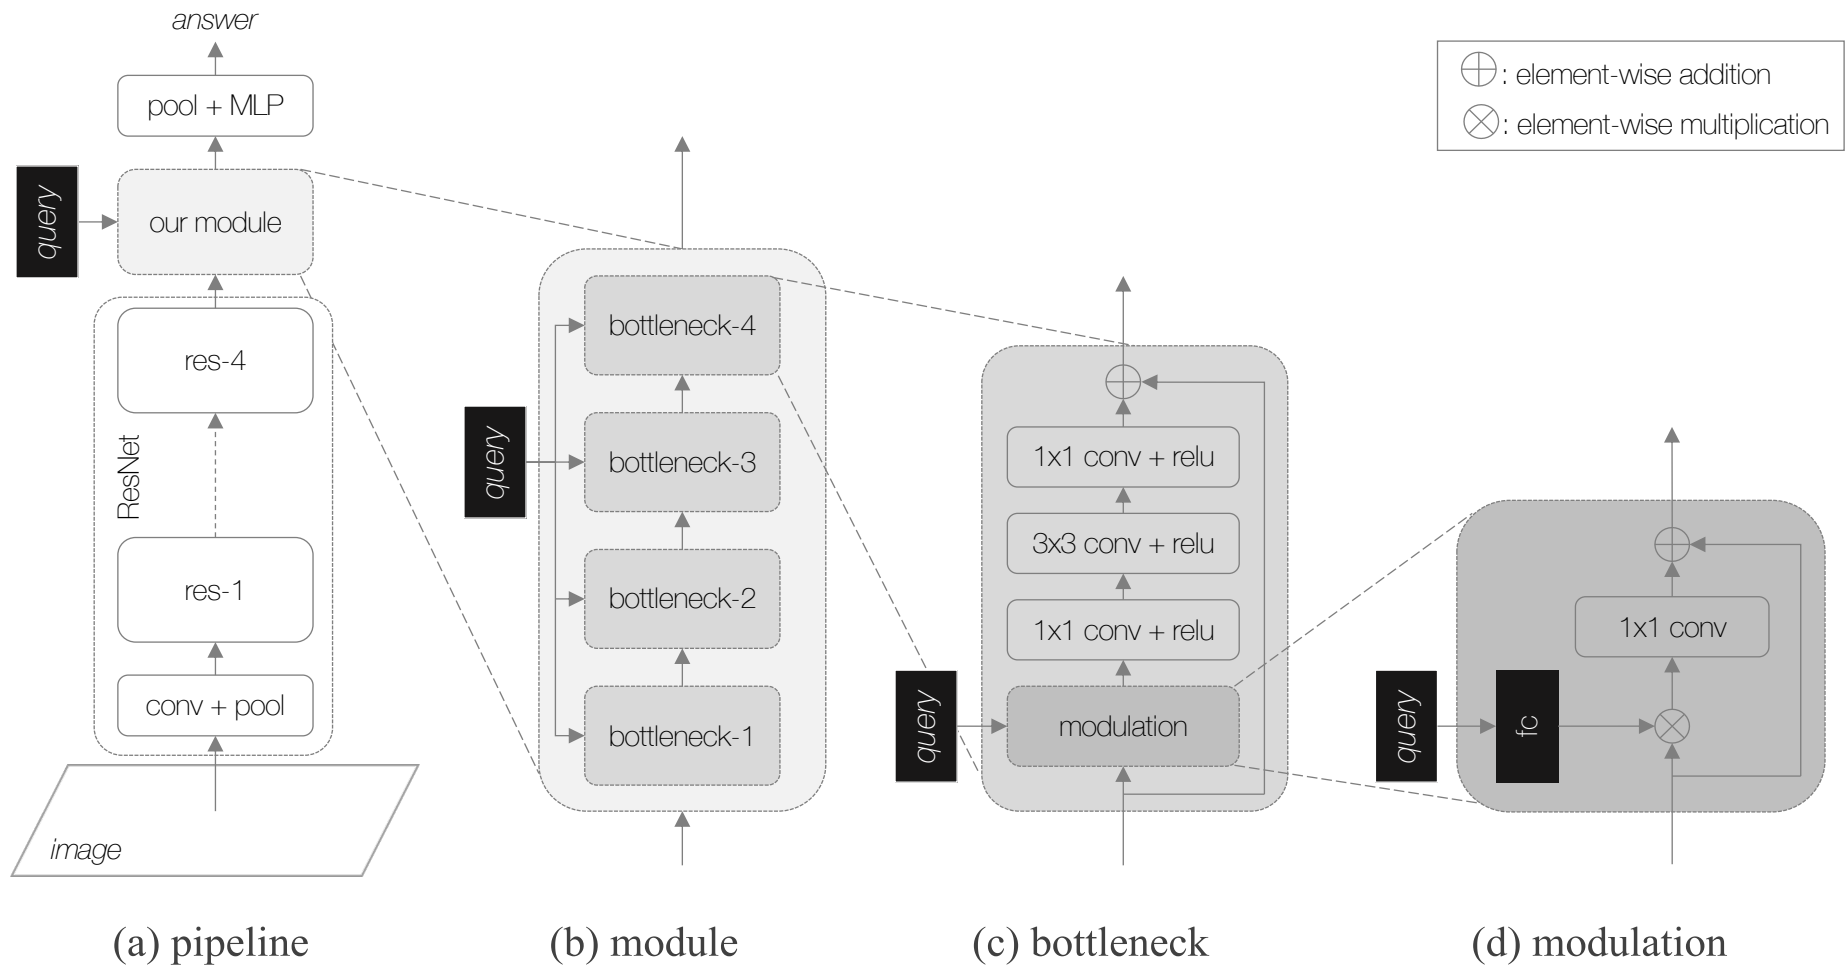 answer
pool + MLP
query
our module
res-4
ResNet
res-1
conv + pool
image
(a) pipeline
bottleneck-4
query
bottleneck-3
bottleneck-2
bottleneck-1
(b) module
1x1 conv + relu
3x3 conv + relu
1x1 conv + relu
query
modulation
(c) bottleneck
: element-wise addition
: element-wise multiplication
1x1 conv
query
fc
(d) modulation